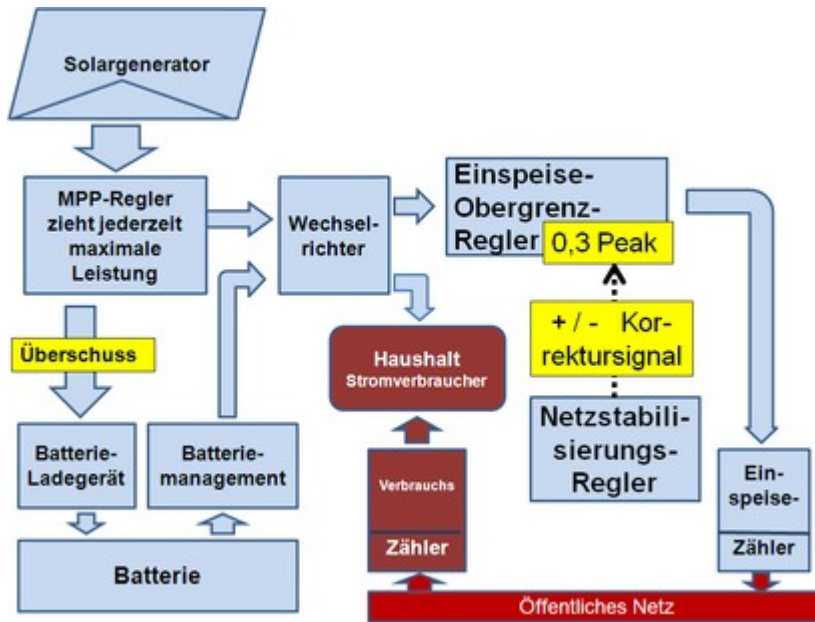 Solargenerator
MPP-Regler
zieht jederzeit
maximale
Leistung
Wechsel-
richter
Einspeise-
Obergrenz-
Regler
0,3 Peak
+ / - Kor-
rektursignal
Netzstabili-
sierungs-
Regler
Überschuss
Haushalt
Stromverbraucher
Batterie-
Ladegerät
Batterie-
management
Batterie
Verbrauchs
Zähler
Ein-
speise-
Zähler
Öffentliches Netz